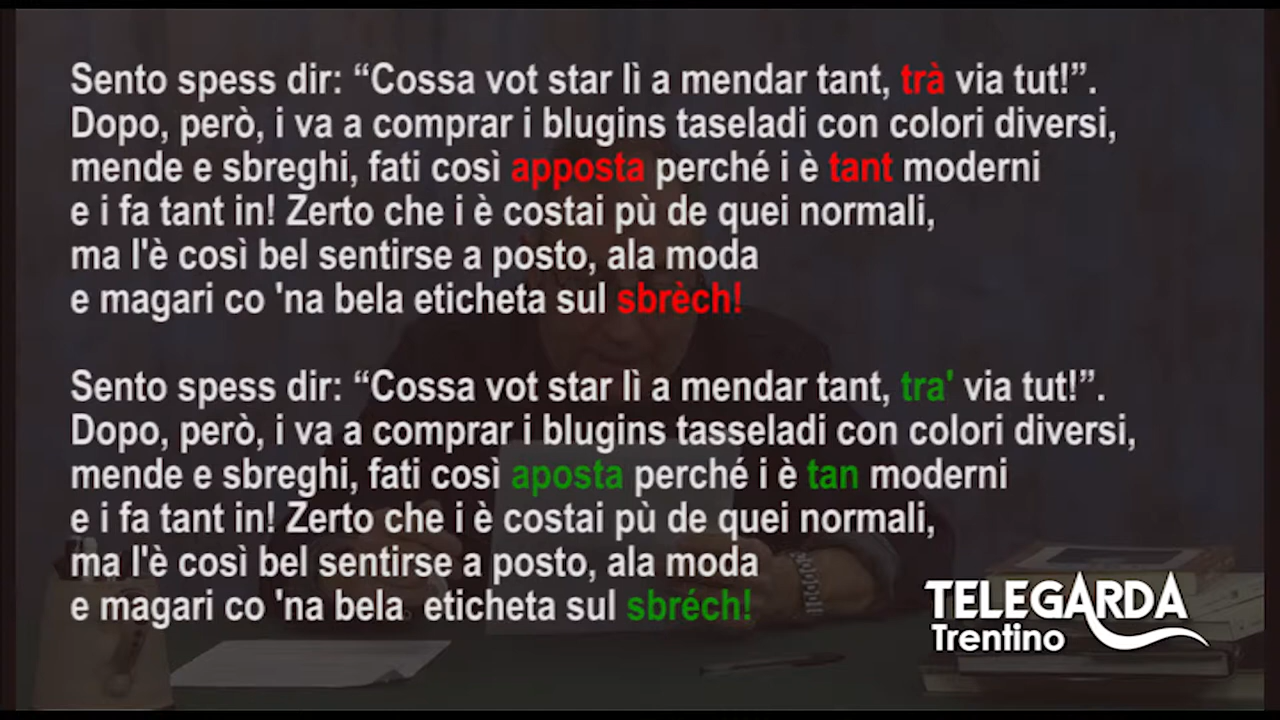 Sento spess dir: “Cossa vot star lì a mendar tant, trà via tut!”.
Dopo, però, i va a comprar i blugins taseladi con colori diversi,
mende e sbreghi, fati così apposta perché i è tant moderni
e i fa tant in! Zerto che i è costai pù de quei normali,
ma l'è così bel sentirse a posto, ala moda
e magari co 'na bela eticheta sul sbrèch!
Sento spess dir: “Cossa vot star lì a mendar tant, tra' via tut!”.
Dopo, però, i va a comprar i blugins tasseladi con colori diversi,
mende e sbreghi, fati così aposta perché i è tan moderni
e i fa tant in! Zerto che i è costai pù de quei normali,
ma l'è così bel sentirse a posto, ala moda
e magari co 'na bela  eticheta sul sbréch!
TELEGARDA
Trentino